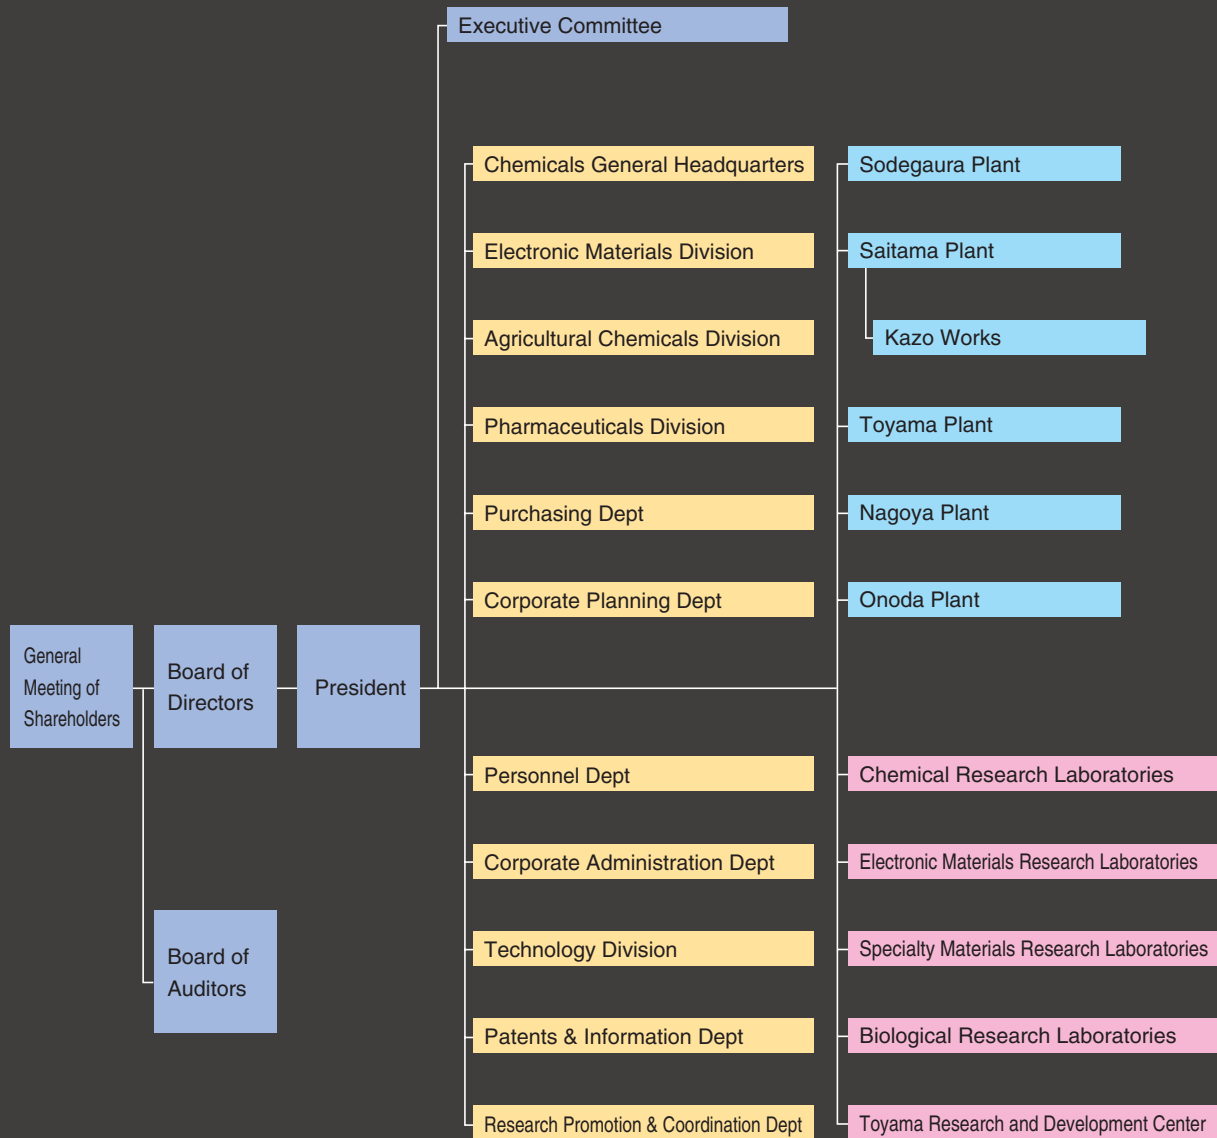 Executive Committee
Chemicals General Headquarters
Electronic Materials Division
Agricultural Chemicals Division
Pharmaceuticals Division
Purchasing Dept
Corporate Planning Dept
Sodegaura Plant
Saitama Plant
Kazo Works
Toyama Plant
Nagoya Plant
Onoda Plant
General
Meeting of
Shareholders
Board of
Directors
President
Board of
Auditors
Personnel Dept
Corporate Administration Dept
Technology Division
Patents & Information Dept
Research Promotion & Coordination Dept
Chemical Research Laboratories
Electronic Materials Research Laboratories
Specialty Materials Research Laboratories
Biological Research Laboratories
Toyama Research and Development Center